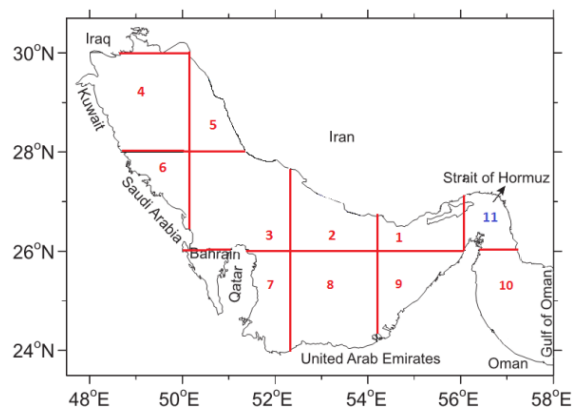 30°N
28°N
26°N
24°N
Iraq
4
Kuwait
5
Iran
6
Saudi Arabia
Strait of Hormuz
11
3
2
1
Bahrain
Qatar
7
8
9
10
Gulf of Oman
United Arab Emirates
Oman
48°E
50°E
52°E
54°E
56°E
58°E